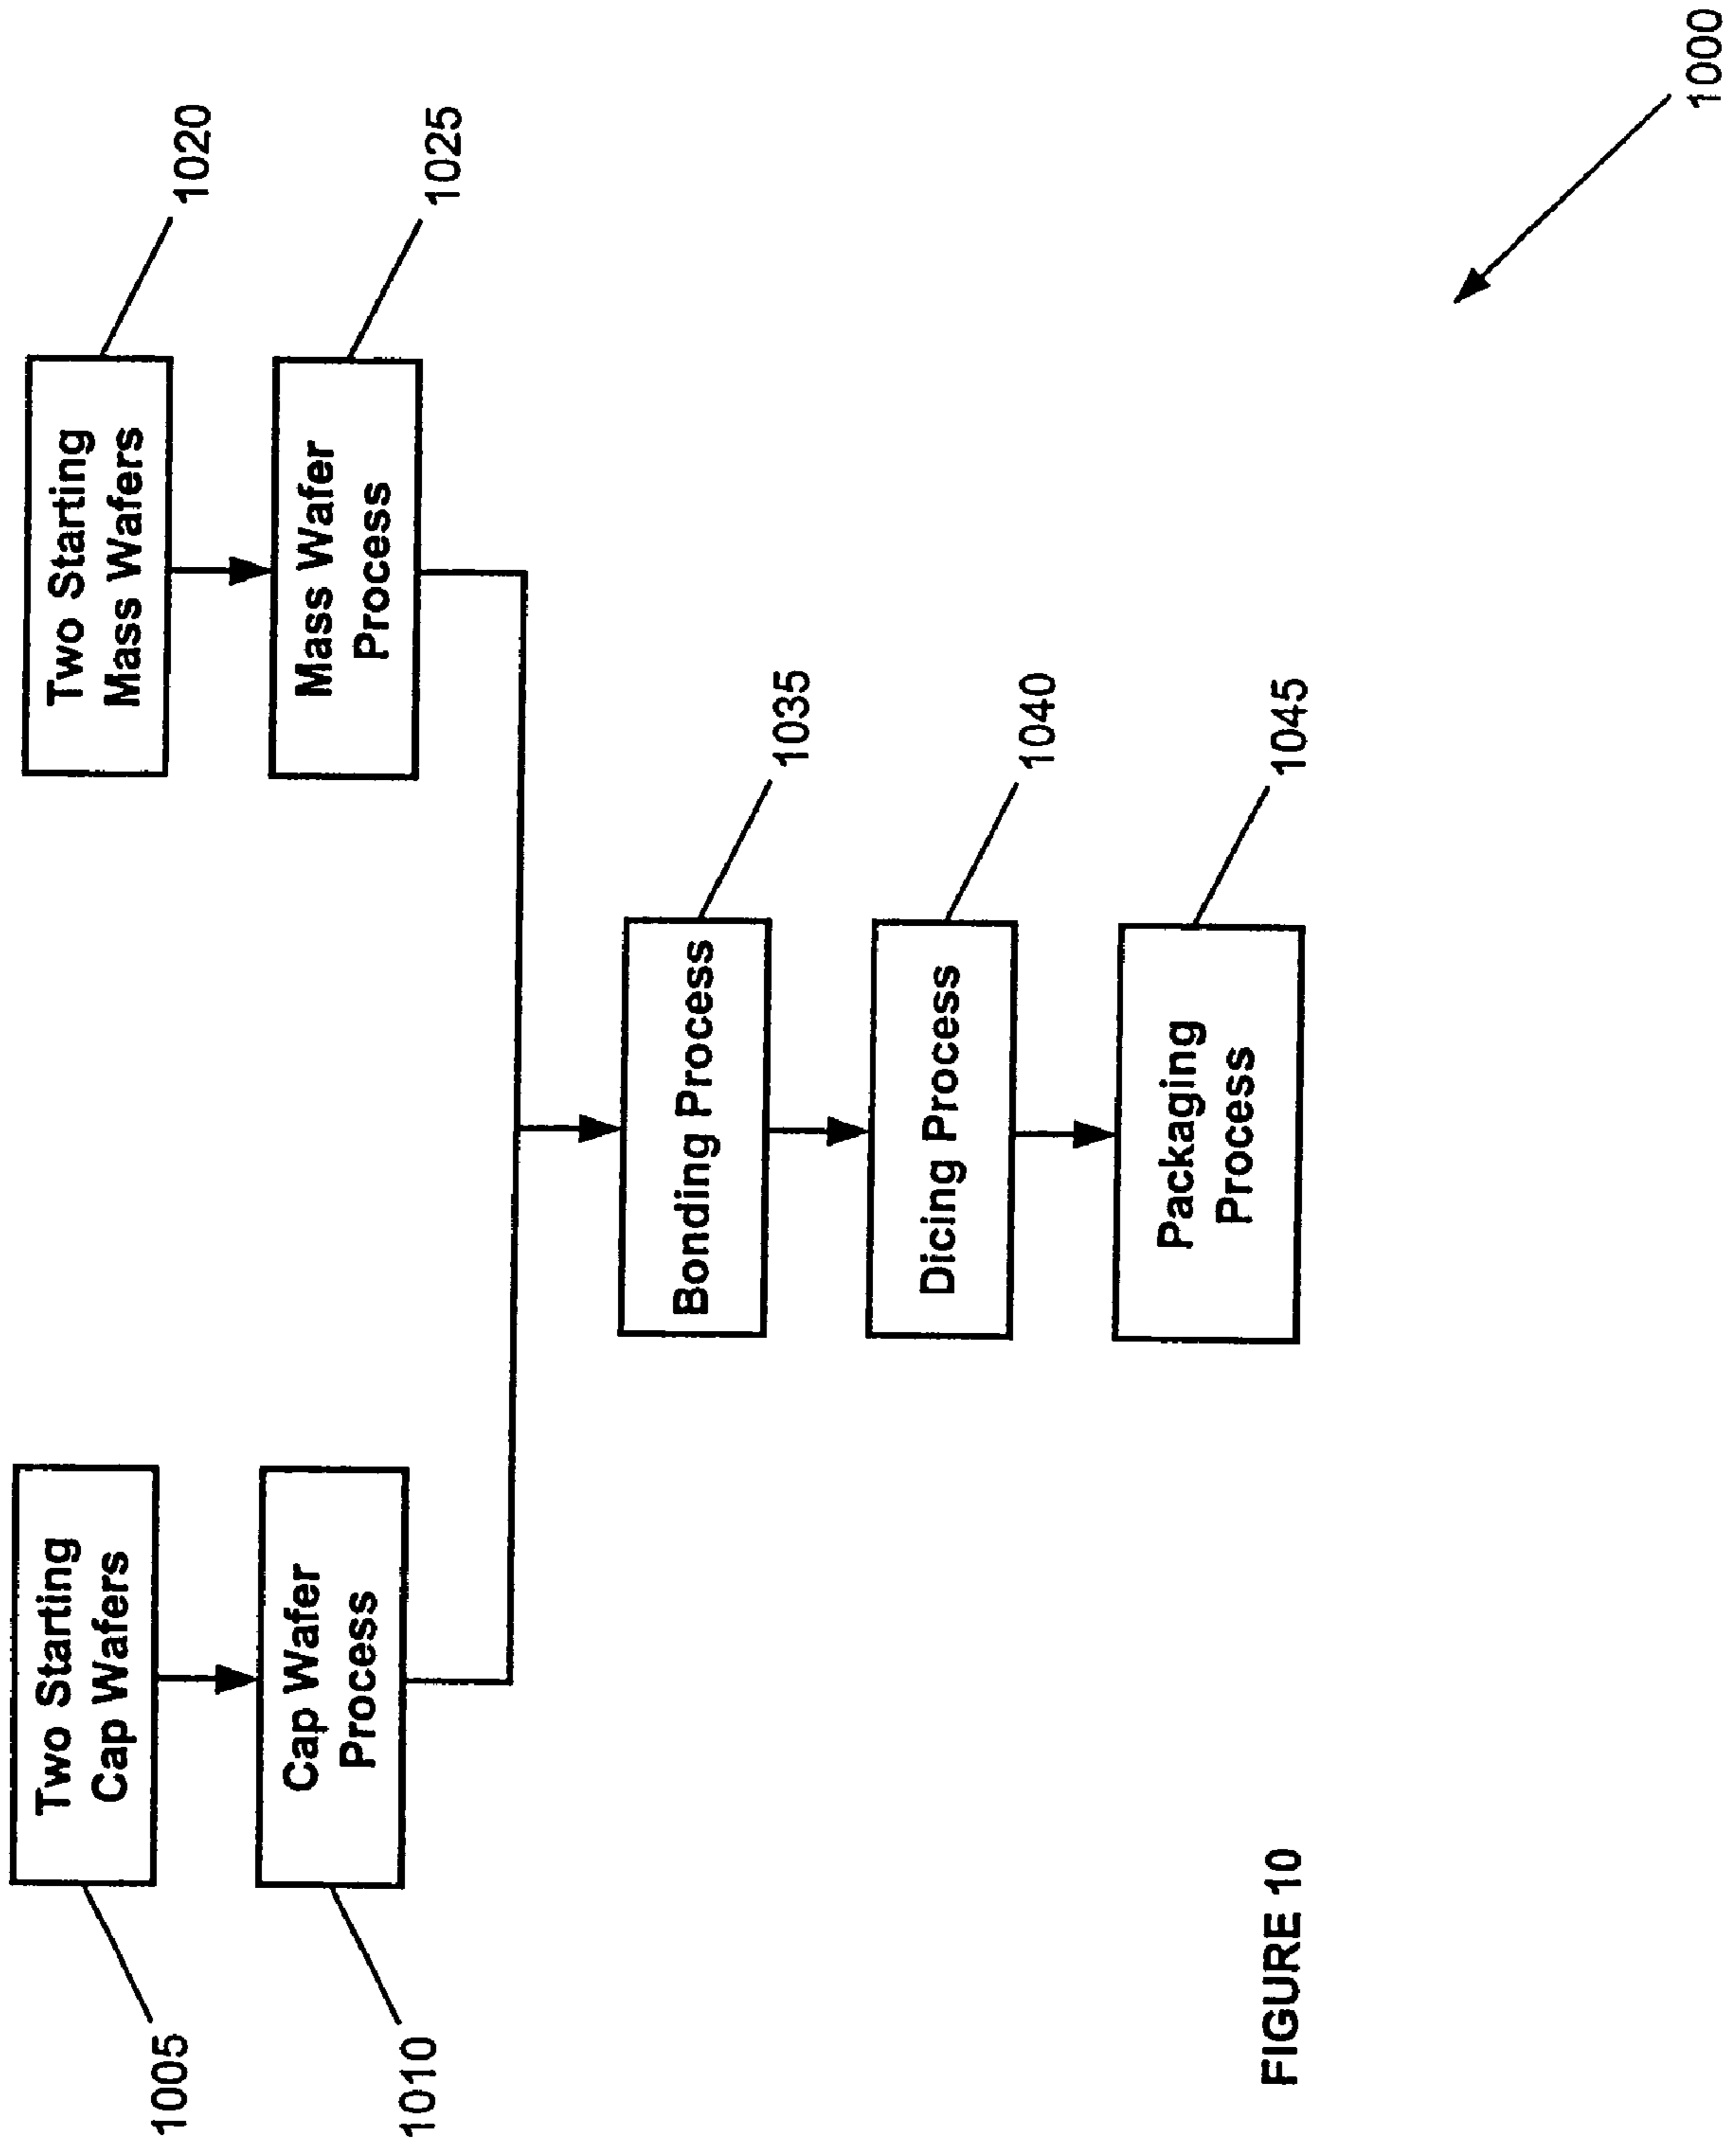 1005
Two Starting
Cap Wafers
1010
Cap Wafer
Process
Two Starting
Mass Wafers
1020
Mass Wafer
Process
1025
Bonding Process
1035
Dicing Process
1040
Packaging
Process
1045
FIGURE 10
1000